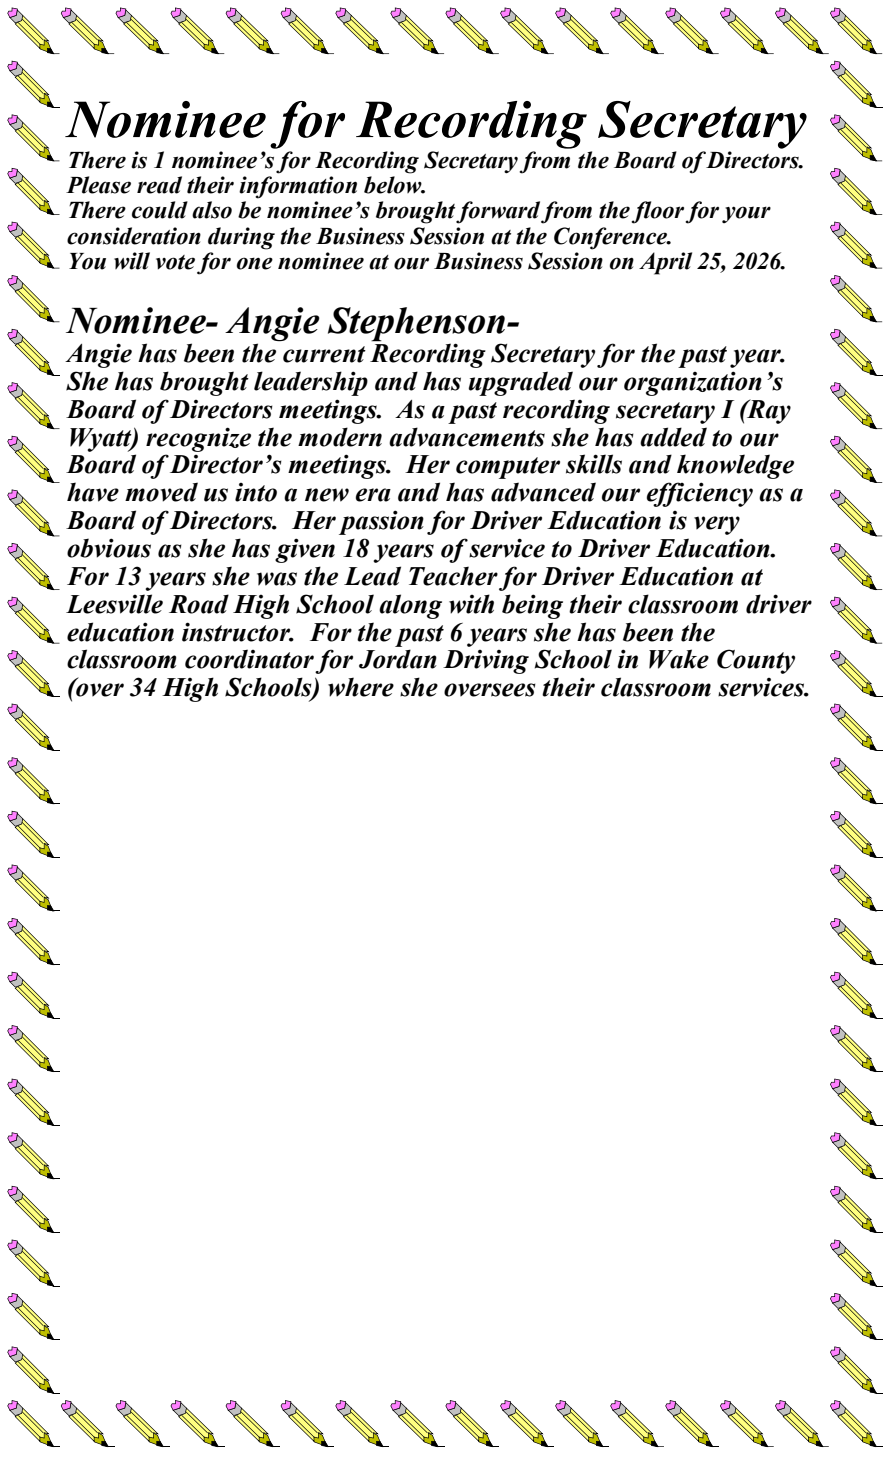 Nominee for Recording Secretary
There is 1 nominee’s for Recording Secretary from the Board of Directors.
Please read their information below.
There could also be nominee’s brought forward from the floor for your
consideration during the Business Session at the Conference.
You will vote for one nominee at our Business Session on April 25, 2026.
Nominee- Angie Stephenson-
Angie has been the current Recording Secretary for the past year.
She has brought leadership and has upgraded our organization’s
Board of Directors meetings.  As a past recording secretary I (Ray
Wyatt) recognize the modern advancements she has added to our
Board of Director’s meetings.  Her computer skills and knowledge
have moved us into a new era and has advanced our efficiency as a
Board of Directors.  Her passion for Driver Education is very
obvious as she has given 18 years of service to Driver Education.
For 13 years she was the Lead Teacher for Driver Education at
Leesville Road High School along with being their classroom driver
education instructor.  For the past 6 years she has been the
classroom coordinator for Jordan Driving School in Wake County
(over 34 High Schools) where she oversees their classroom services.